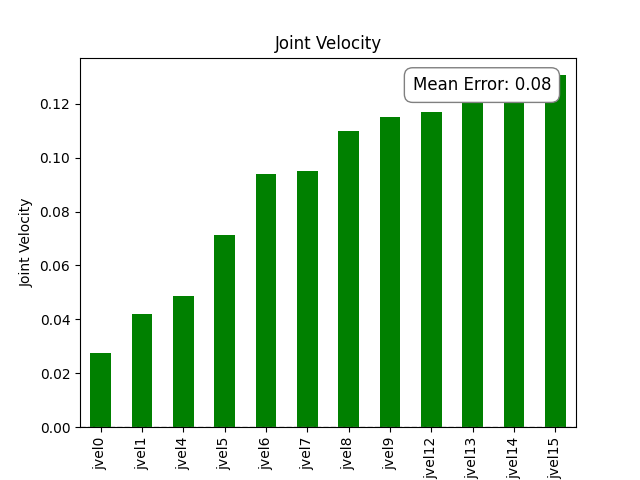 Joint Velocity
Mean Error: 0.08
Joint Velocity
0.12
0.10
0.08
0.06
0.04
0.02
0.00
jvel0
jvel1
jvel4
jvel5
jvel6
jvel7
jvel8
jvel9
jvel12
jvel13
jvel14
jvel15